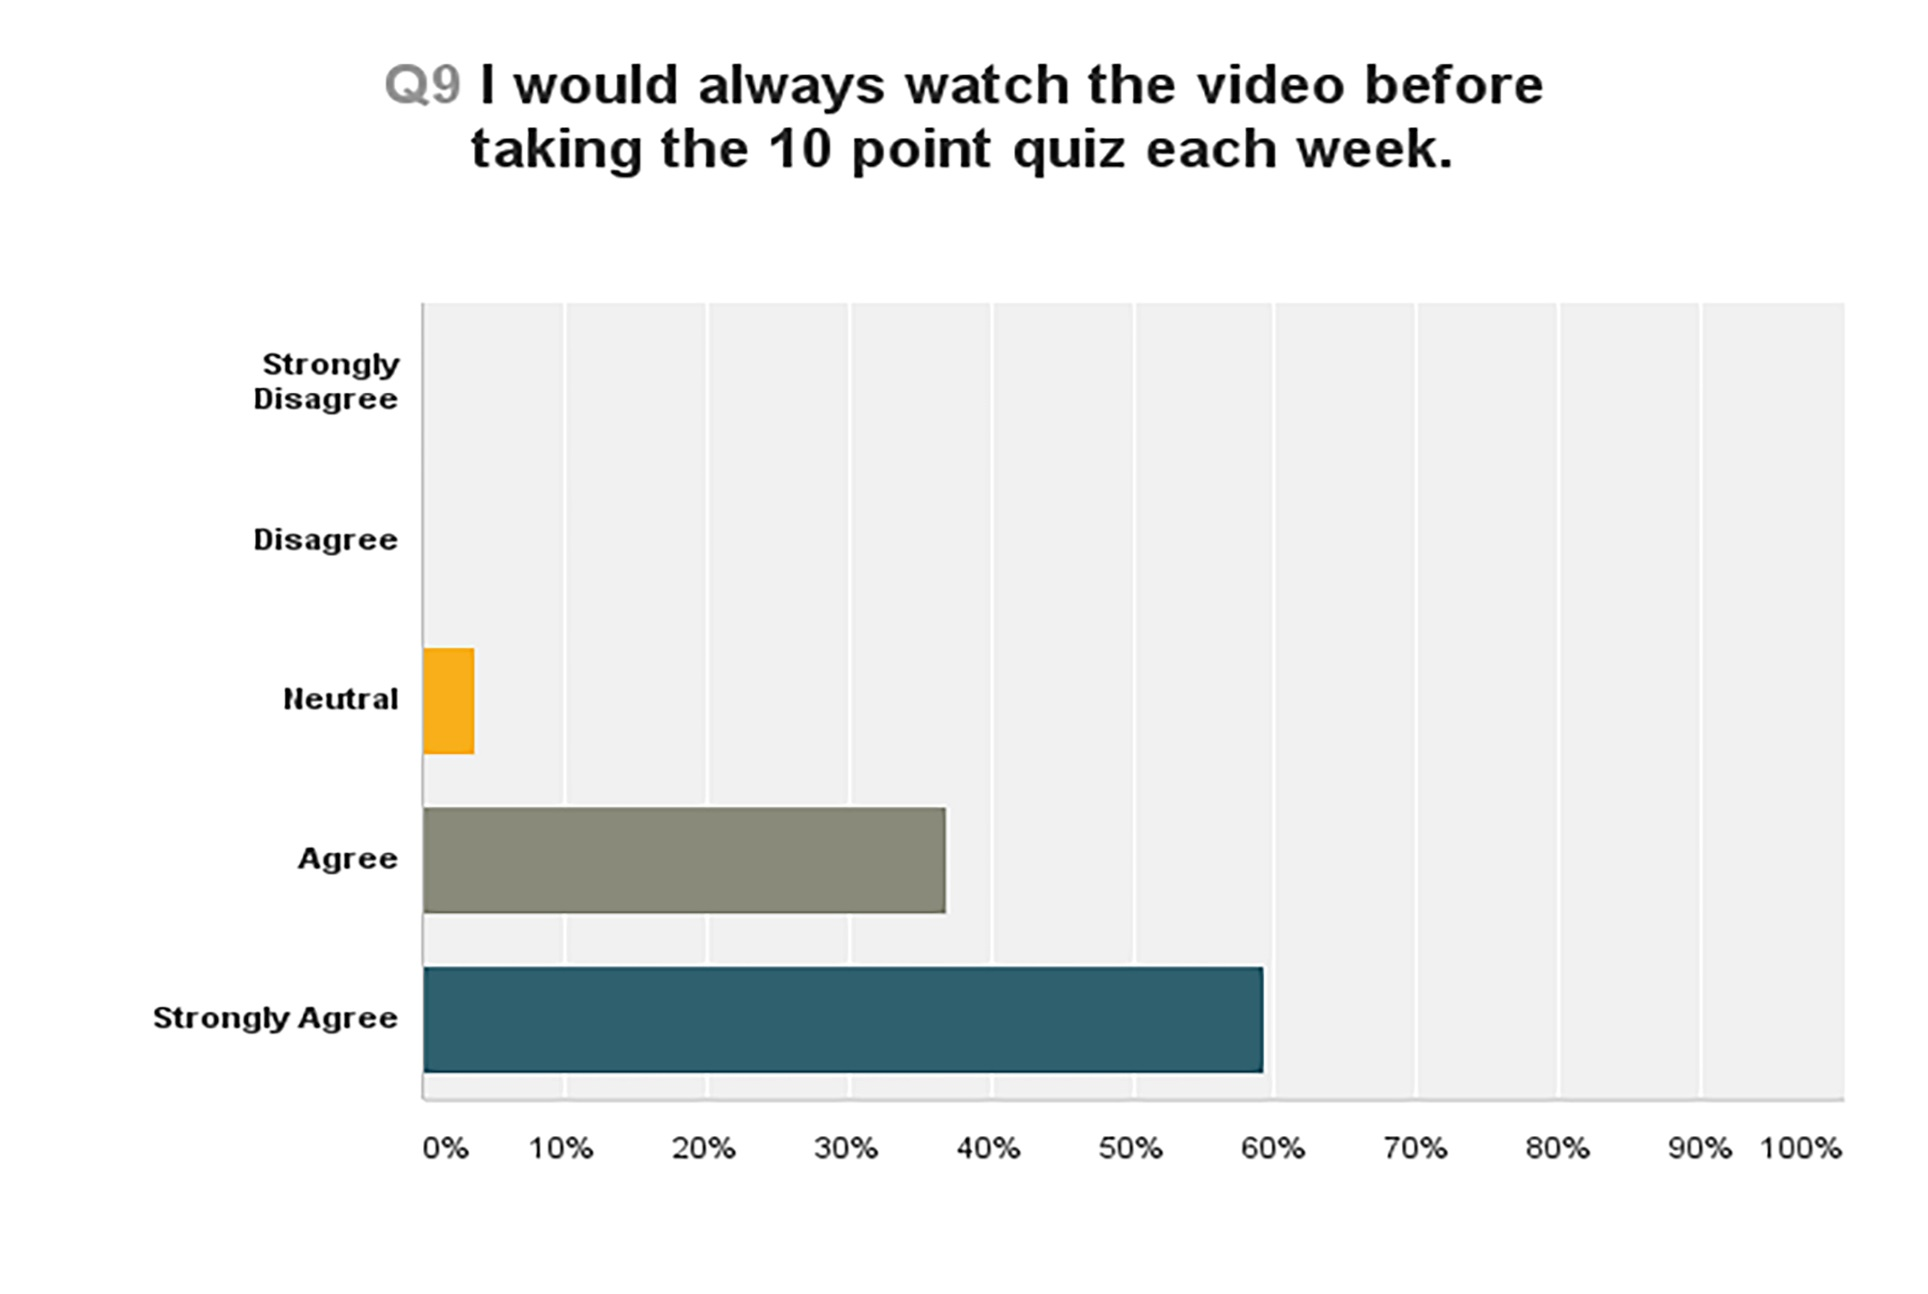 Q9 I would always watch the video before
taking the 10 point quiz each week.
Strongly
Disagree
Disagree
Neutral
Agree
Strongly Agree
0% 10% 20% 30% 40% 50% 60% 70% 80% 90% 100%